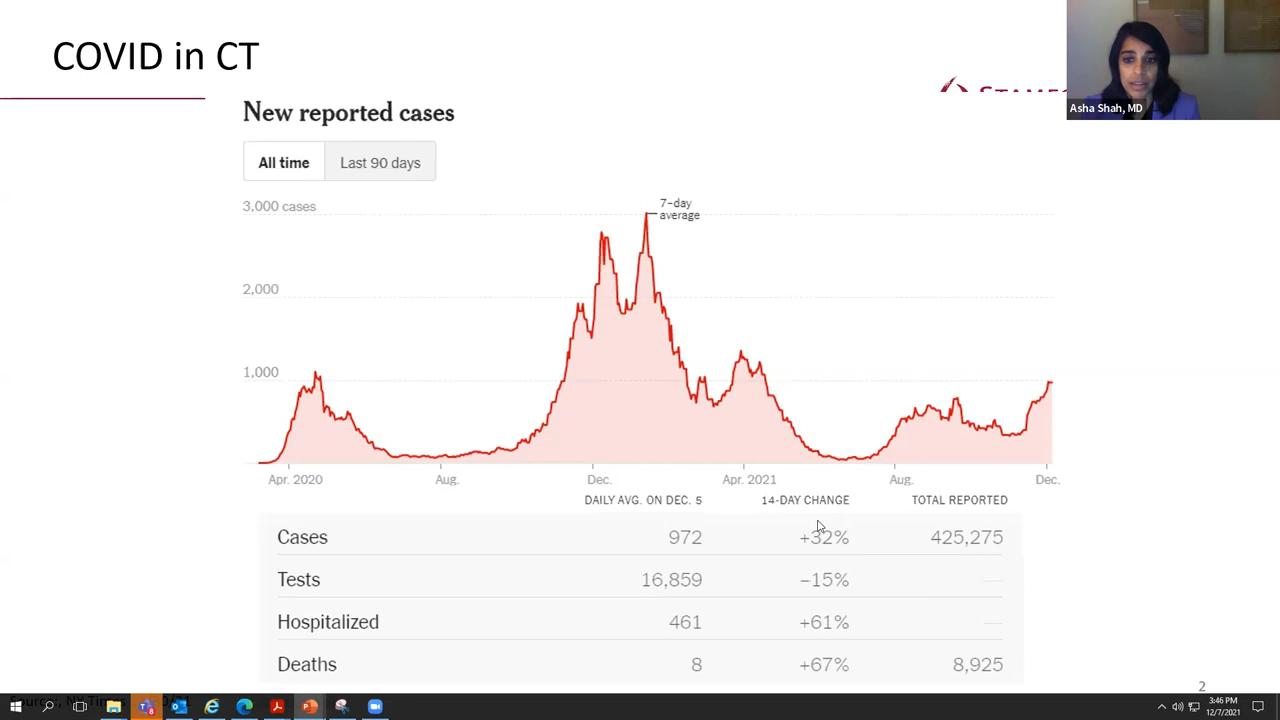 COVID in CT
Asha Shah, MD
New reported cases
All time
Last 90 days
3,000 cases
7-day
average
2,000
1,000
Apr. 2020
Aug.
Dec.
Apr. 2021
Aug.
Dec.
DAILY AVG. ON DEC. 5
14-DAY CHANGE
TOTAL REPORTED
Cases
972
+32%
425,275
Tests
16,859
−15%
—
Hospitalized
461
+61%
—
Deaths
8
+67%
8,925
2
3:46 PM
12/7/2021